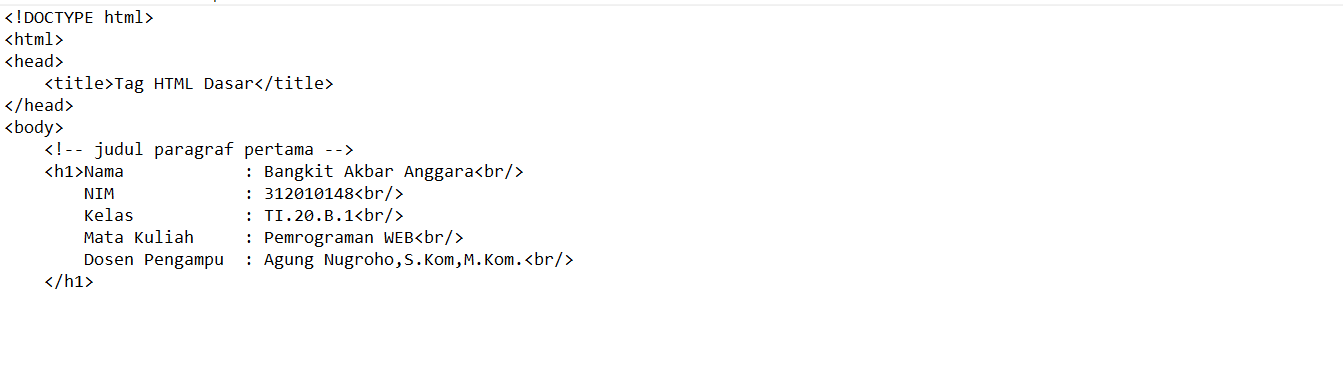 <!DOCTYPE html>
<html>
<head>
    <title>Tag HTML Dasar</title>
</head>
<body>
    <!-- judul paragraf pertama -->
    <h1>Nama            : Bangkit Akbar Anggara<br/>
        NIM             : 312010148<br/>
        Kelas           : TI.20.B.1<br/>
        Mata Kuliah     : Pemrograman WEB<br/>
        Dosen Pengampu  : Agung Nugroho,S.Kom,M.Kom.<br/>
    </h1>